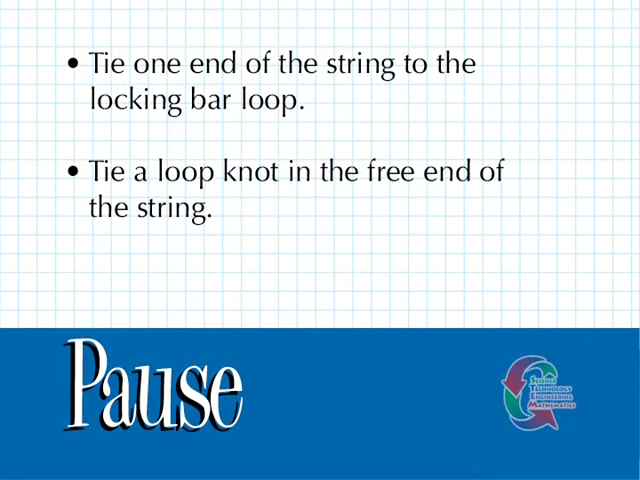 • Tie one end of the string to the
locking bar loop.
• Tie a loop knot in the free end of
the string.
Pause
SCIENCE
TECHNOLOGY
ENGINEERING
MATHEMATICS